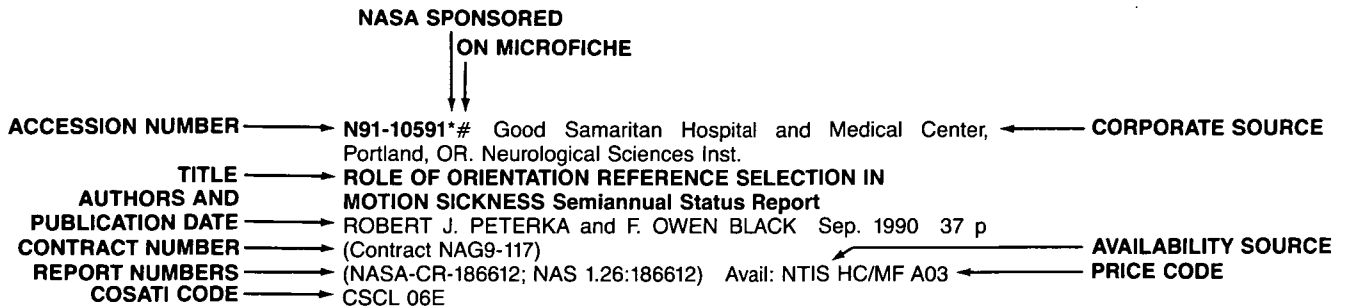 NASA SPONSORED
ON MICROFICHE
ACCESSION NUMBER N91-10591*# Good Samaritan Hospital and Medical Center, CORPORATE SOURCE
Portland, OR. Neurological Sciences Inst.
TITLE ROLE OF ORIENTATION REFERENCE SELECTION IN
AUTHORS AND MOTION SICKNESS Semiannual Status Report
PUBLICATION DATE ROBERT J. PETERKA and F. OWEN BLACK Sep. 1990 37 p
CONTRACT NUMBER (Contract NAG9-117) AVAILABILITY SOURCE
REPORT NUMBERS (NASA-CR-186612; NAS 1.26:186612) Avail: NTIS HC/MF A03 PRICE CODE
COSATI CODE CSCL 06E